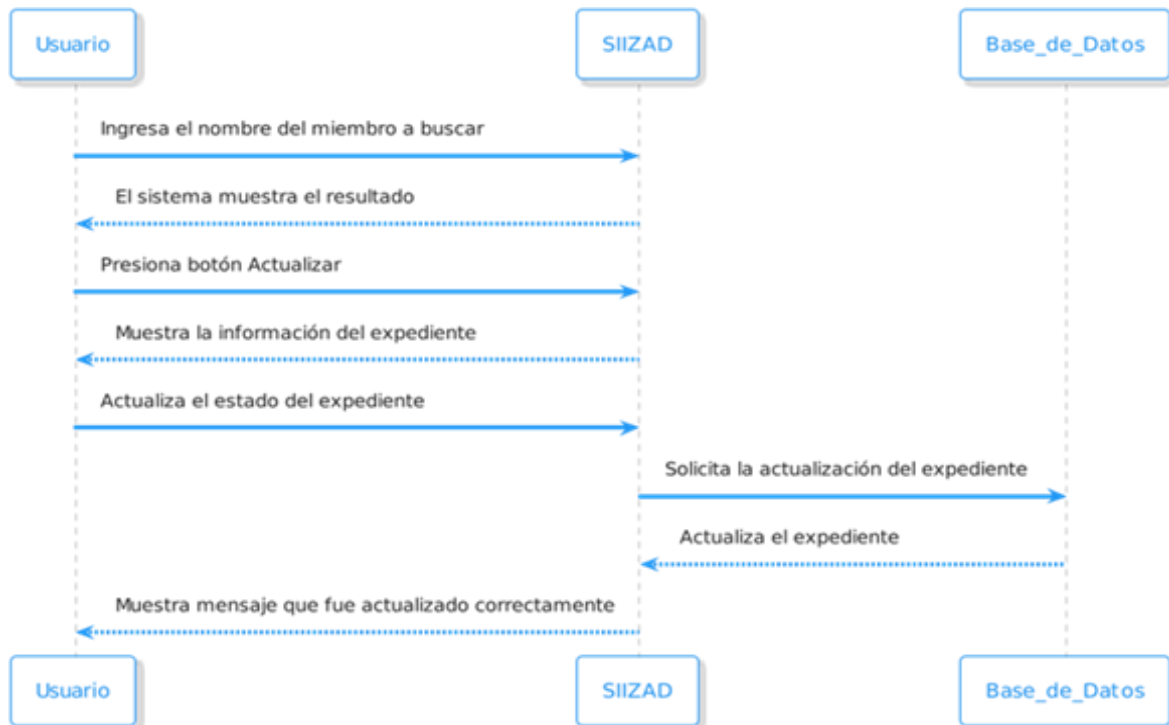 Usuario
SIIZAD
Base_de_Datos
Ingresa el nombre del miembro a buscar
El sistema muestra el resultado
Presiona botón Actualizar
Muestra la información del expediente
Actualiza el estado del expediente
Solicita la actualización del expediente
Actualiza el expediente
Muestra mensaje que fue actualizado correctamente
Usuario
SIIZAD
Base_de_Datos